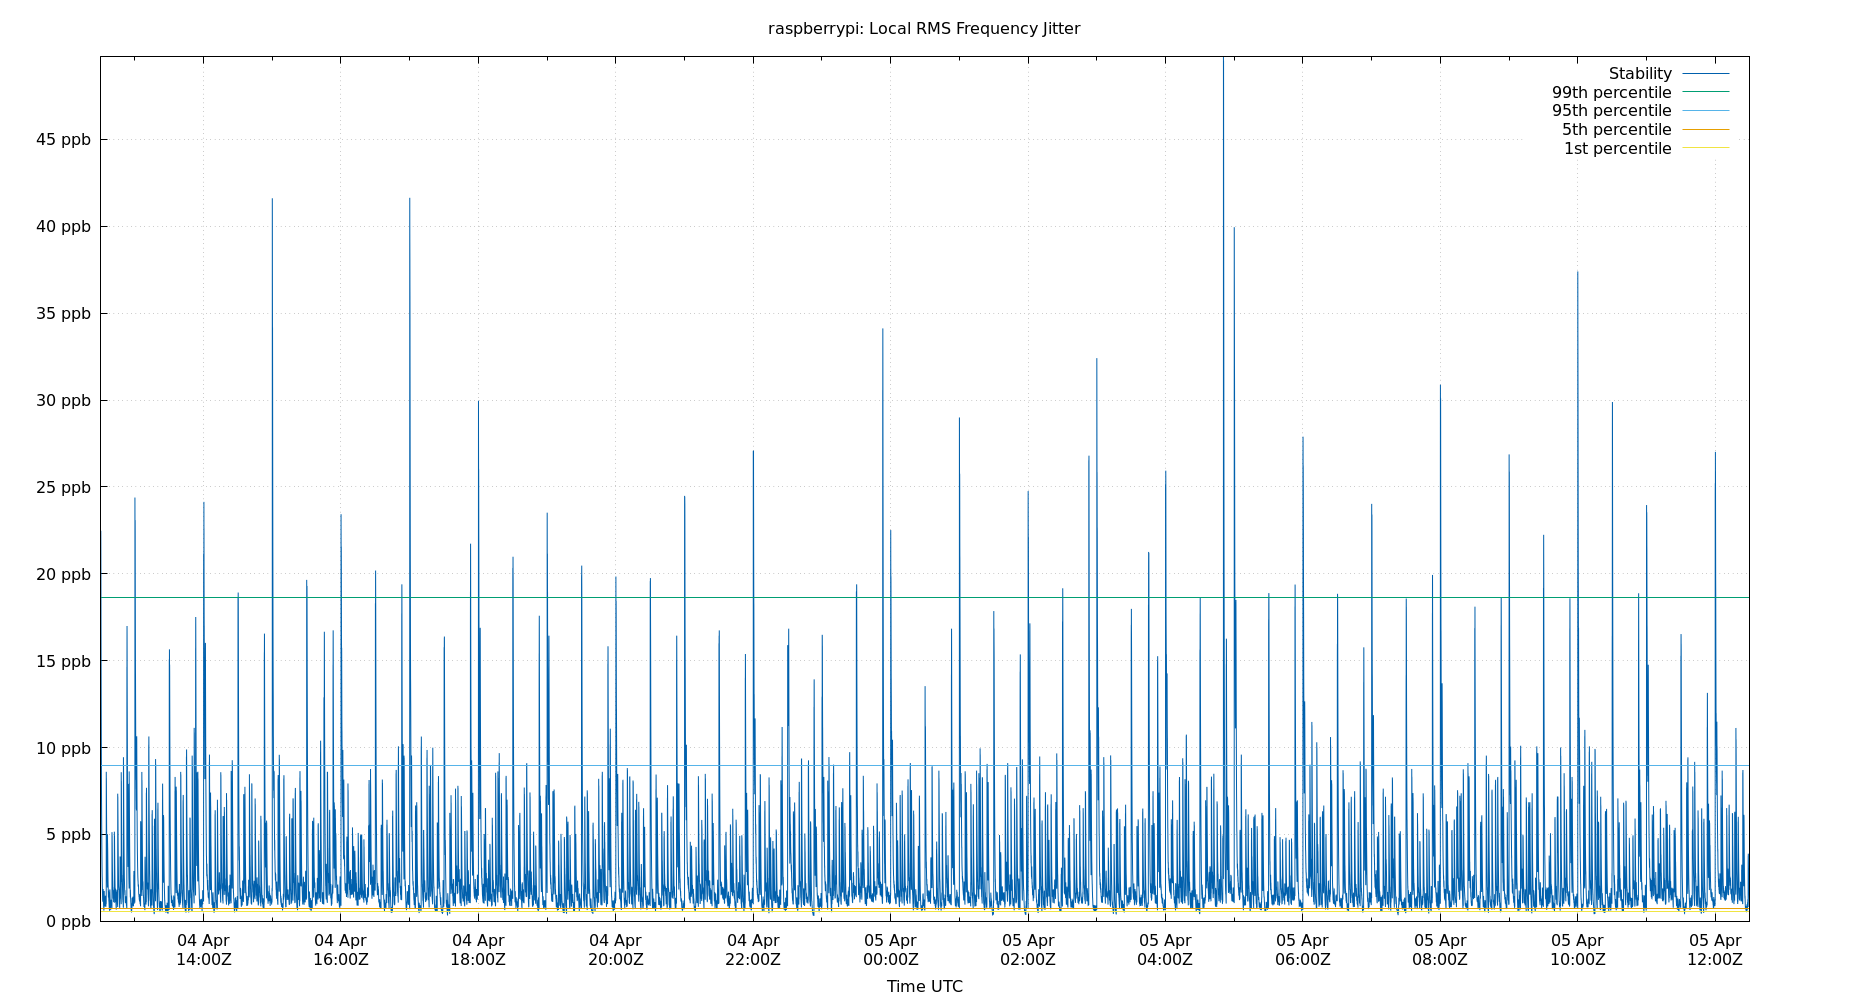 raspberrypi: Local RMS Frequency Jitter
Stability
99th percentile
95th percentile
5th percentile
1st percentile
45 ppb
40 ppb
35 ppb
30 ppb
25 ppb
20 ppb
15 ppb
10 ppb
5 ppb
0 ppb
04 Apr 04 Apr 04 Apr 04 Apr 04 Apr 05 Apr 05 Apr 05 Apr 05 Apr 05 Apr 05 Apr 05 Apr
14:00Z 16:00Z 18:00Z 20:00Z 22:00Z 00:00Z 02:00Z 04:00Z 06:00Z 08:00Z 10:00Z 12:00Z
Time UTC